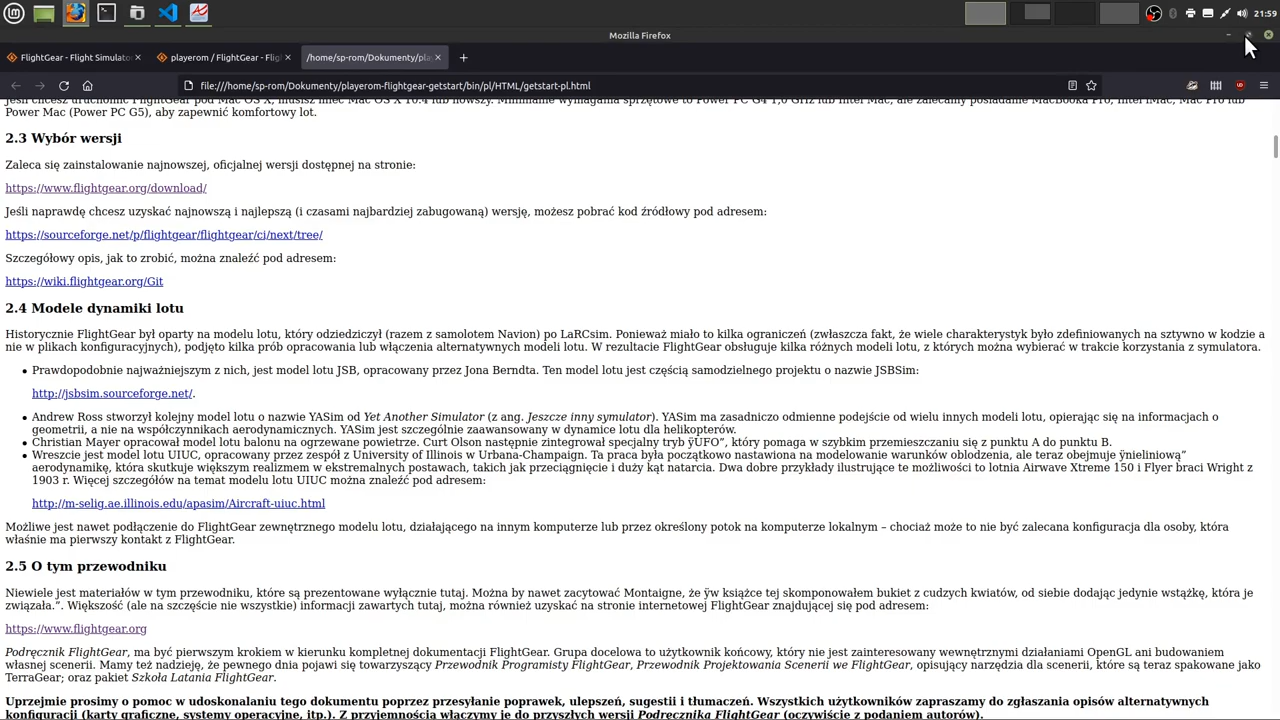 21:59
Mozilla Firefox
FlightGear - Flight Simulato
playerom / FlightGear - Flig
/home/sp-rom/Dokumenty/pla
file:///home/sp-rom/Dokumenty/playerom-flightgear-getstart/bin/pl/HTML/getstart-pl.html
Jeśli chcesz uruchomić FlightGear pod Mac OS X, musisz mieć Mac OS X 10.4 lub nowszy. Minimalne wymagania sprzętowe to Power PC G4 1,0 GHz lub Intel Mac, ale zalecamy posiadanie MacBooka Pro, Intel iMac, Mac Pro lub
Power Mac (Power PC G5), aby zapewnić komfortowy lot.
2.3 Wybór wersji
Zaleca się zainstalowanie najnowszej, oficjalnej wersji dostępnej na stronie:
https://www.flightgear.org/download/
Jeśli naprawdę chcesz uzyskać najnowszą i najlepszą (i czasami najbardziej zabugowaną) wersję, możesz pobrać kod źródłowy pod adresem:
https://sourceforge.net/p/flightgear/flightgear/ci/next/tree/
Szczegółowy opis, jak to zrobić, można znaleźć pod adresem:
https://wiki.flightgear.org/Git
2.4 Modele dynamiki lotu
Historycznie FlightGear był oparty na modelu lotu, który odziedziczył (razem z samolotem Navion) po LaRCsim. Ponieważ miało to kilka ograniczeń (zwłaszcza fakt, że wiele charakterystyk było zdefiniowanych na sztywno w kodzie a
nie w plikach konfiguracyjnych), podjęto kilka prób opracowania lub włączenia alternatywnych modeli lotu. W rezultacie FlightGear obsługuje kilka różnych modeli lotu, z których można wybierać w trakcie korzystania z symulatora.
• Prawdopodobnie najważniejszym z nich, jest model lotu JSB, opracowany przez Jona Berndta. Ten model lotu jest częścią samodzielnego projektu o nazwie JSBSim:
http://jsbsim.sourceforge.net/.
• Andrew Ross stworzył kolejny model lotu o nazwie YASim od Yet Another Simulator (z ang. Jeszcze inny symulator). YASim ma zasadniczo odmienne podejście od wielu innych modeli lotu, opierając się na informacjach o
geometrii, a nie na współczynnikach aerodynamicznych. YASim jest szczególnie zaawansowany w dynamice lotu dla helikopterów.
• Christian Mayer opracował model lotu balonu na ogrzewane powietrze. Curt Olson następnie zintegrował specjalny tryb ÿUFO”, który pomaga w szybkim przemieszczaniu się z punktu A do punktu B.
• Wreszcie jest model lotu UIUC, opracowany przez zespół z University of Illinois w Urbana-Champaign. Ta praca była początkowo nastawiona na modelowanie warunków oblodzenia, ale teraz obejmuje ÿnieliniową”
aerodynamikę, która skutkuje większym realizmem w ekstremalnych postawach, takich jak przeciągnięcie i duży kąt natarcia. Dwa dobre przykłady ilustrujące te możliwości to lotnia Airwave Xtreme 150 i Flyer braci Wright z
1903 r. Więcej szczegółów na temat modelu lotu UIUC można znaleźć pod adresem:
http://m-selig.ae.illinois.edu/apasim/Aircraft-uiuc.html
Możliwe jest nawet podłączenie do FlightGear zewnętrznego modelu lotu, działającego na innym komputerze lub przez określony potok na komputerze lokalnym – chociaż może to nie być zalecana konfiguracja dla osoby, która
właśnie ma pierwszy kontakt z FlightGear.
2.5 O tym przewodniku
Niewiele jest materiałów w tym przewodniku, które są prezentowane wyłącznie tutaj. Można by nawet zacytować Montaigne, że ÿw książce tej skomponowałem bukiet z cudzych kwiatów, od siebie dodając jedynie wstążkę, która je
związała.”. Większość (ale na szczęście nie wszystkie) informacji zawartych tutaj, można również uzyskać na stronie internetowej FlightGear znajdującej się pod adresem:
https://www.flightgear.org
Podręcznik FlightGear, ma być pierwszym krokiem w kierunku kompletnej dokumentacji FlightGear. Grupa docelowa to użytkownik końcowy, który nie jest zainteresowany wewnętrznymi działaniami OpenGL ani budowaniem
własnej scenerii. Mamy też nadzieję, że pewnego dnia pojawi się towarzyszący Przewodnik Programisty FlightGear, Przewodnik Projektowania Scenerii we FlightGear, opisujący narzędzia dla scenerii, które są teraz spakowane jako
TerraGear; oraz pakiet Szkoła Latania FlightGear.
Uprzejmie prosimy o pomoc w udoskonalaniu tego dokumentu poprzez przesyłanie poprawek, ulepszeń, sugestii i tłumaczeń. Wszystkich użytkowników zapraszamy do zgłaszania opisów alternatywnych
konfiguracji (karty graficzne, systemy operacyjne, itp.). Z przyjemnością włączymy je do przyszłych wersji Podręcznika FlightGear (oczywiście z podaniem autorów).